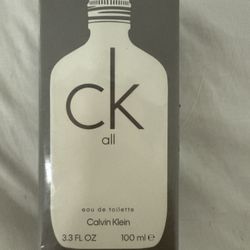 ck
all
eau de toilette
Calvin Klein
3.3 FL OZ 100 ml ℮